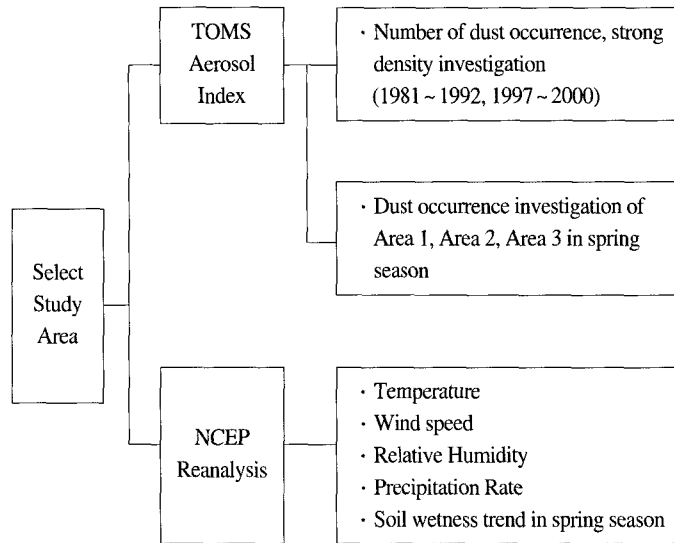 Select
Study
Area
TOMS
Aerosol
Index
· Number of dust occurrence, strong
density investigation
(1981 ~ 1992, 1997 ~ 2000)
· Dust occurrence investigation of
Area 1, Area 2, Area 3 in spring
season
NCEP
Reanalysis
· Temperature
· Wind speed
· Relative Humidity
· Precipitation Rate
· Soil wetness trend in spring season